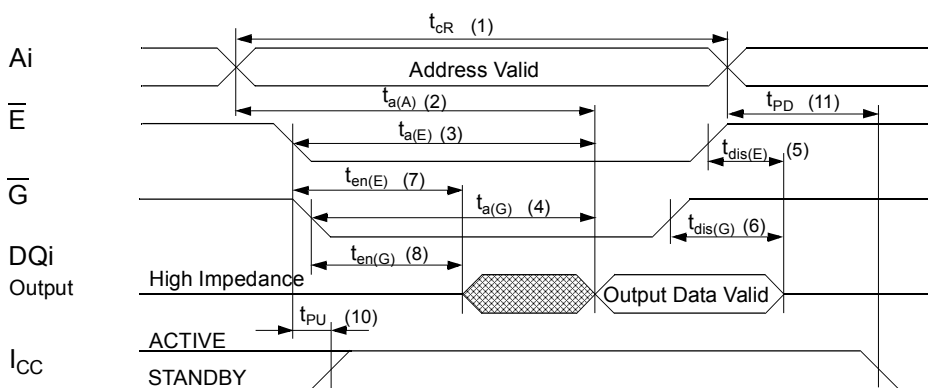 t_cR (1)
Ai
Address Valid
t_a(A) (2)
t_PD (11)
E̅
t_a(E) (3)
t_dis(E) (5)
t_en(E) (7)
G̅
t_a(G) (4)
t_dis(G) (6)
DQi
Output
t_en(G) (8)
High Impedance
Output Data Valid
t_PU (10)
ACTIVE
I_CC
STANDBY